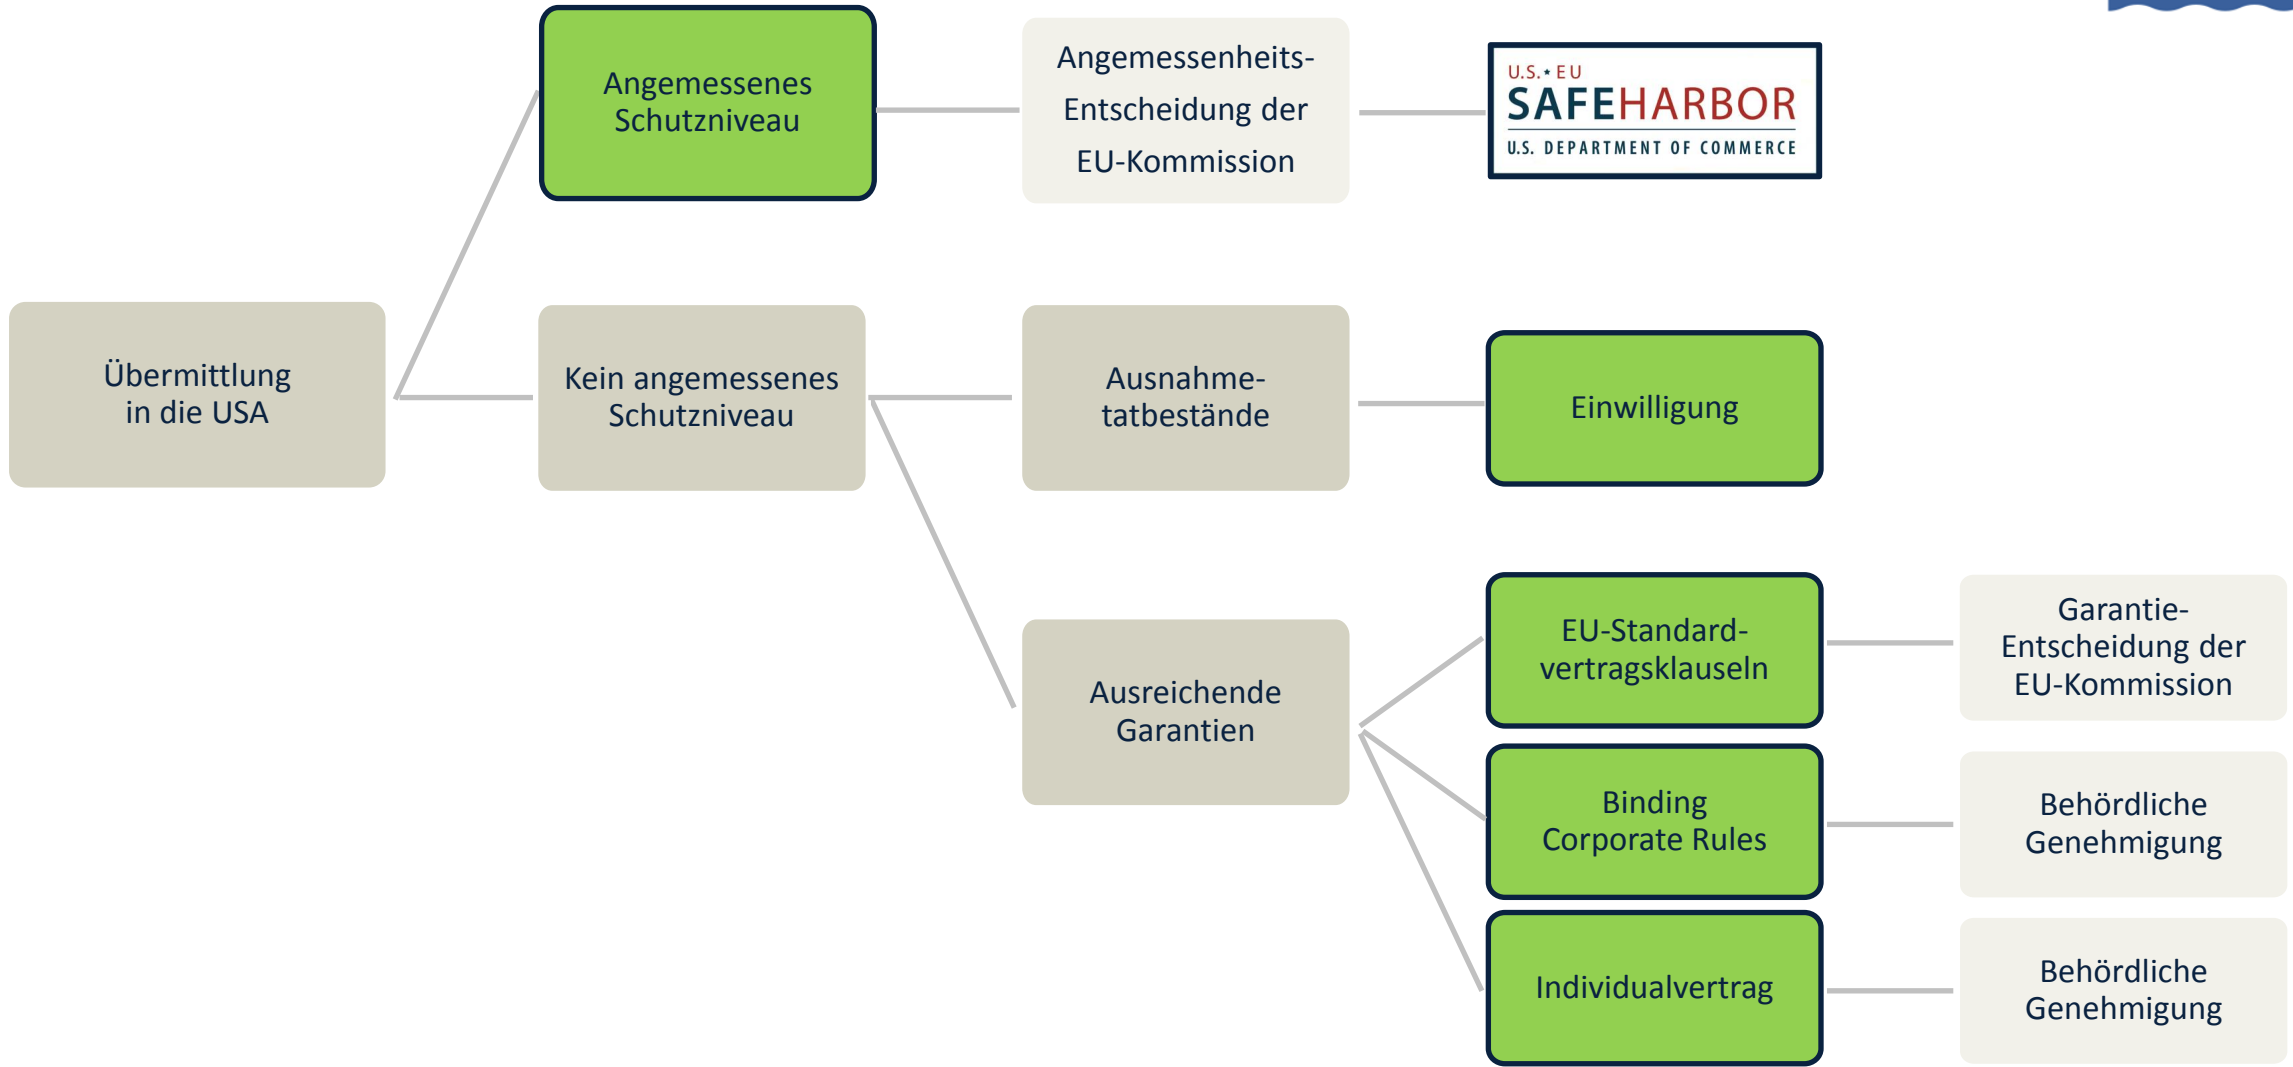 Angemessenes
Schutzniveau
Angemessenheits-
Entscheidung der
EU-Kommission
U.S.★EU
SAFEHARBOR
U.S. DEPARTMENT OF COMMERCE
Übermittlung
in die USA
Kein angemessenes
Schutzniveau
Ausnahme-
tatbestände
Einwilligung
Ausreichende
Garantien
EU-Standard-
vertragsklauseln
Garantie-
Entscheidung der
EU-Kommission
Binding
Corporate Rules
Behördliche
Genehmigung
Individualvertrag
Behördliche
Genehmigung